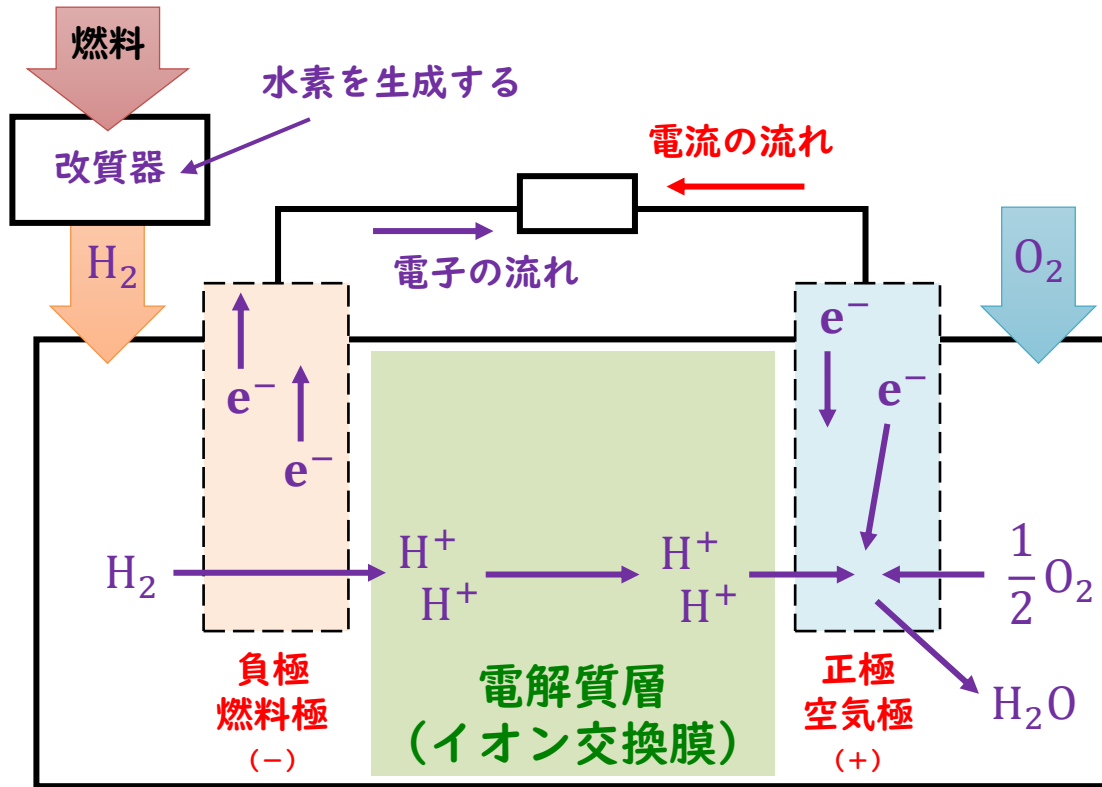 燃料
水素を生成する
改質器
電流の流れ
H₂
電子の流れ
O₂
e⁻
e⁻
e⁻
e⁻
H₂
H⁺
H⁺
H⁺
H⁺
1/2 O₂
負極
燃料極
(−)
電解質層
(イオン交換膜)
正極
空気極
(+)
H₂O